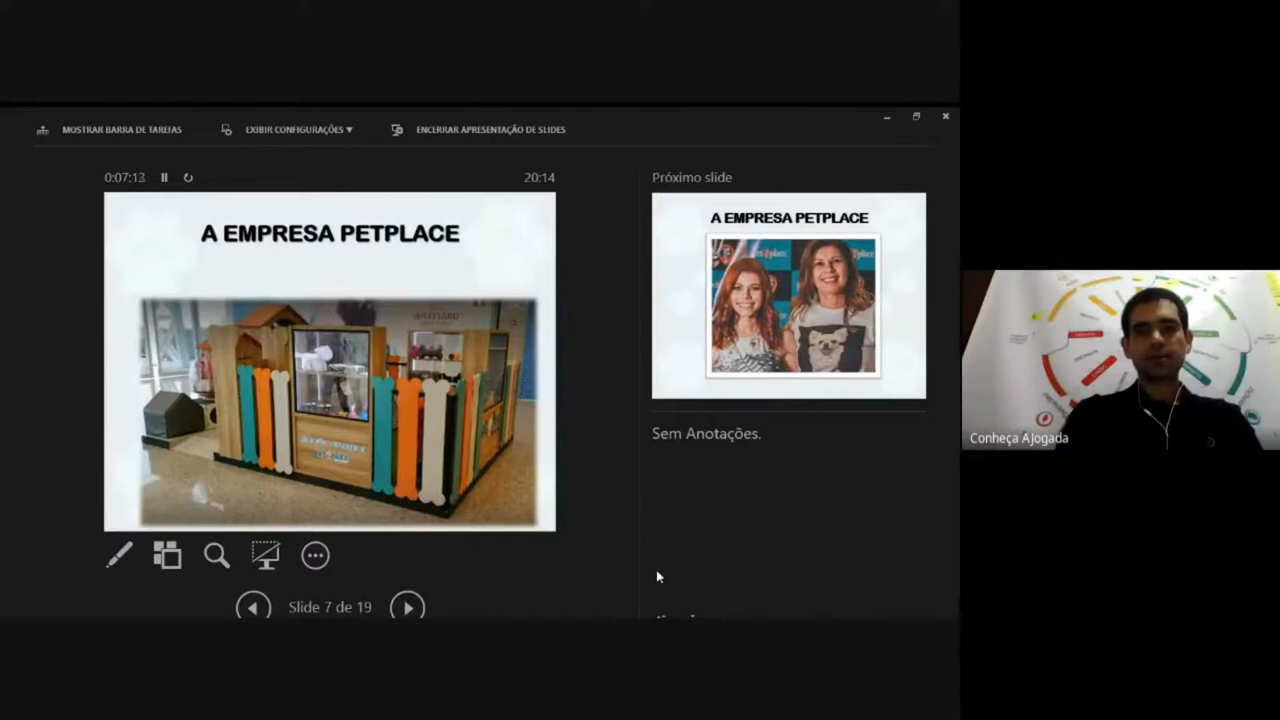 MOSTRAR BARRA DE TAREFAS
EXIBIR CONFIGURAÇÕES ▼
ENCERRAR APRESENTAÇÃO DE SLIDES
0:07:13
20:14
Próximo slide
A EMPRESA PETPLACE
A EMPRESA PETPLACE
Sem Anotações.
Conheça AJogada
Slide 7 de 19